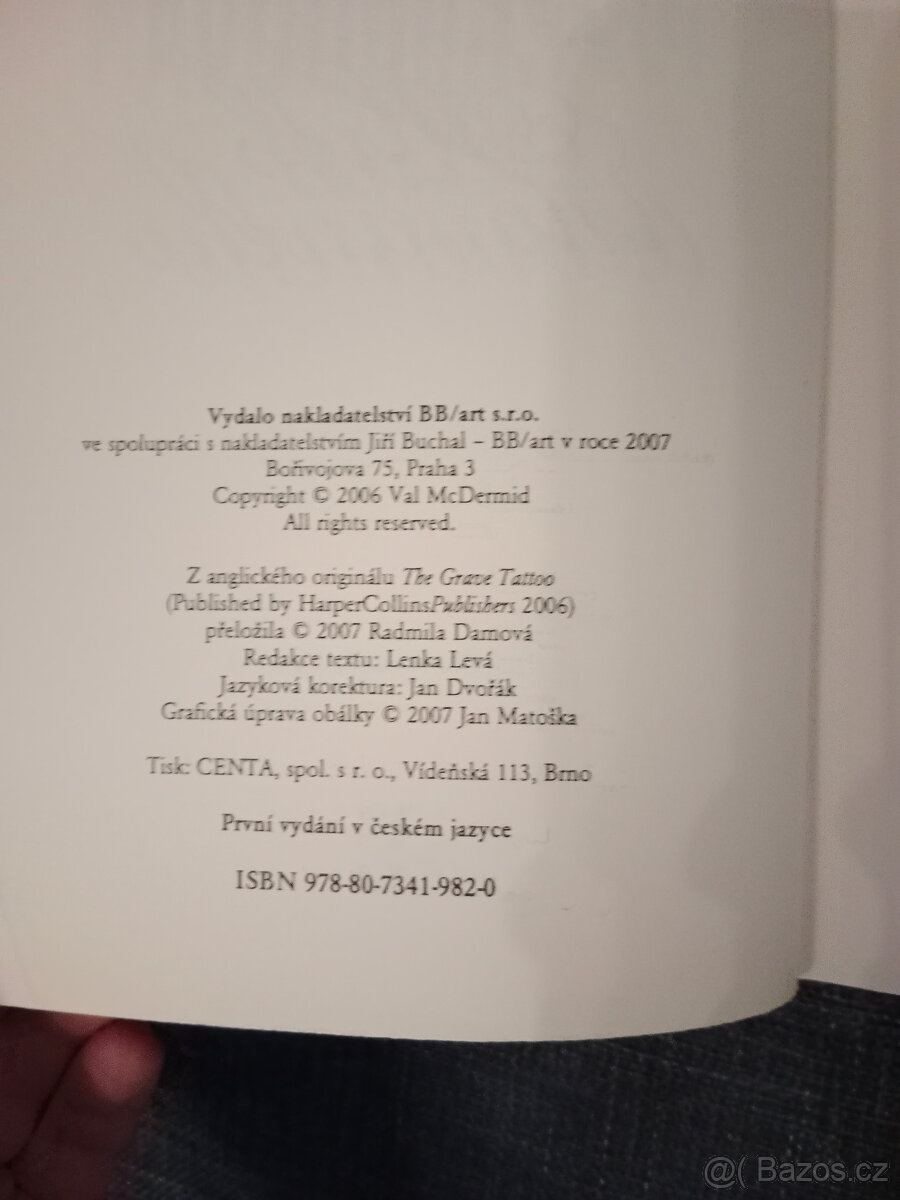 Vydalo nakladatelství BB/art s.r.o.
ve spolupráci s nakladatelstvím Jiří Buchal – BB/art v roce 2007
Bořivojova 75, Praha 3
Copyright © 2006 Val McDermid
All rights reserved.
Z anglického originálu The Grave Tattoo
(Published by HarperCollinsPublishers 2006)
přeložila © 2007 Radmila Damová
Redakce textu: Lenka Levá
Jazyková korektura: Jan Dvořák
Grafická úprava obálky © 2007 Jan Matoška
Tisk: CENTA, spol. s r. o., Vídeňská 113, Brno
První vydání v českém jazyce
ISBN 978-80-7341-982-0
@( Bazos.cz